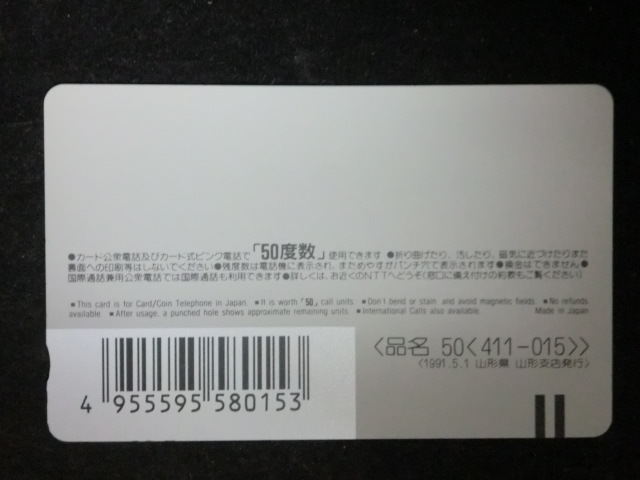 ●カード公衆電話及びカード式ピンク電話で「50度数」使用できます ●折り曲げたり、汚したり、磁気に近づけたりまた
裏面への印刷等はしないでください●残度数は電話機に表示され、まためやすがパンチ穴で表示されます●換金はできません●
国際通話兼用公衆電話では国際通話も利用できます●詳しくは、お近くのNTTへどうぞ(窓口に備え付けの約款もご覧ください)
■This card is for Card/Coin Telephone in Japan. ■It is worth「50」call units. ■Don't bend or stain, and avoid magnetic fields. ■No refunds
available. ■After usage, a punched hole shows approximate remaining units. ■International Calls also available. Made in Japan
〈品名 50〈411-015〉〉
〈1991.5.1 山形県 山形支店発行〉
4 955595 580153